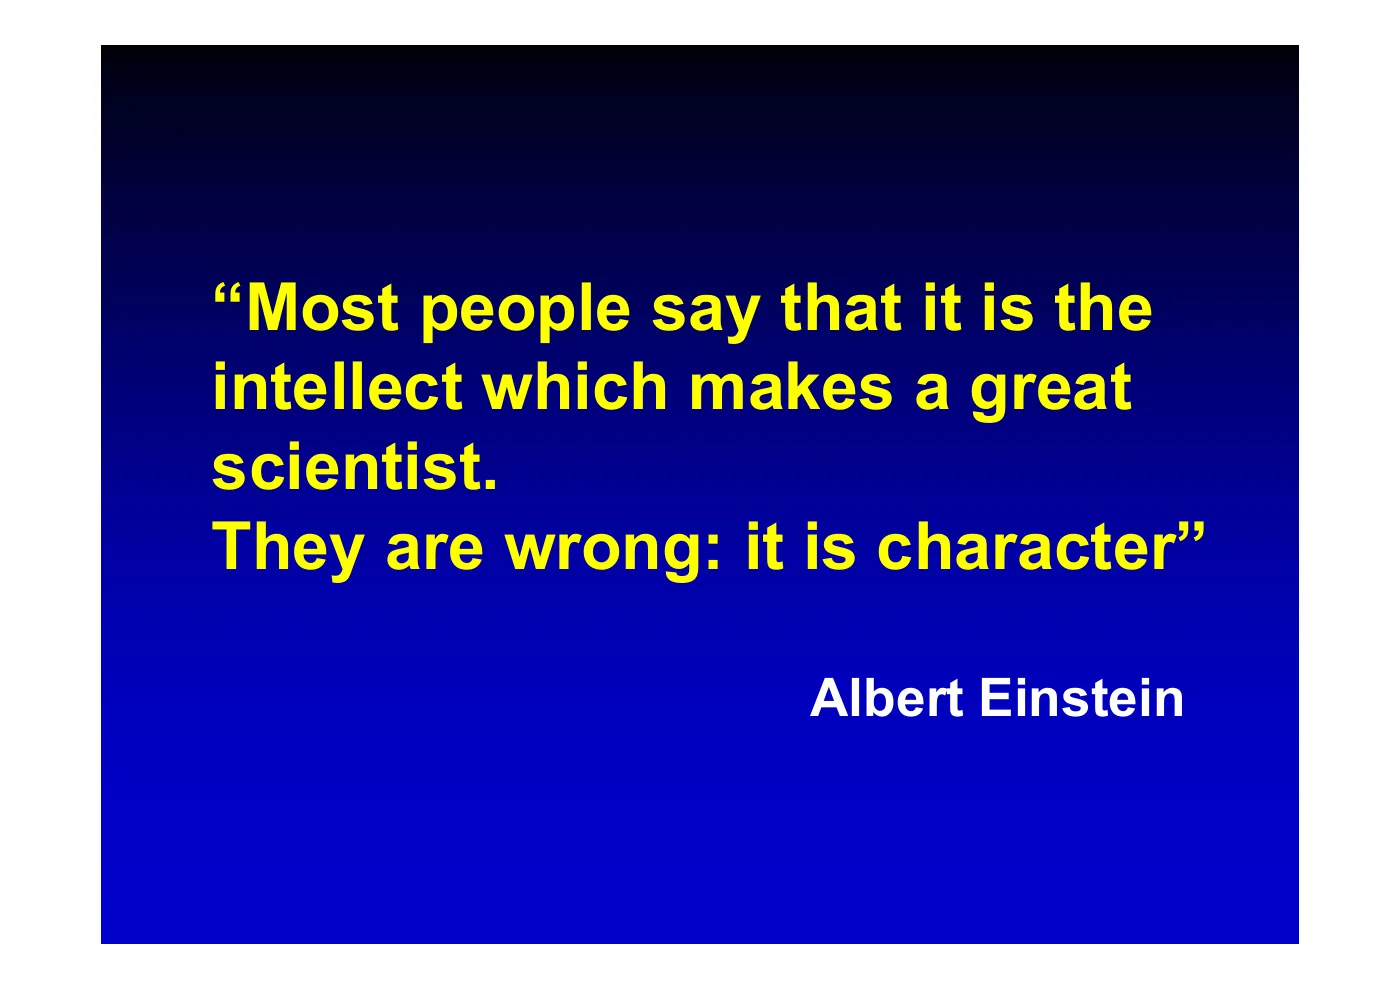 “Most people say that it is the
intellect which makes a great
scientist.
They are wrong: it is character”
Albert Einstein